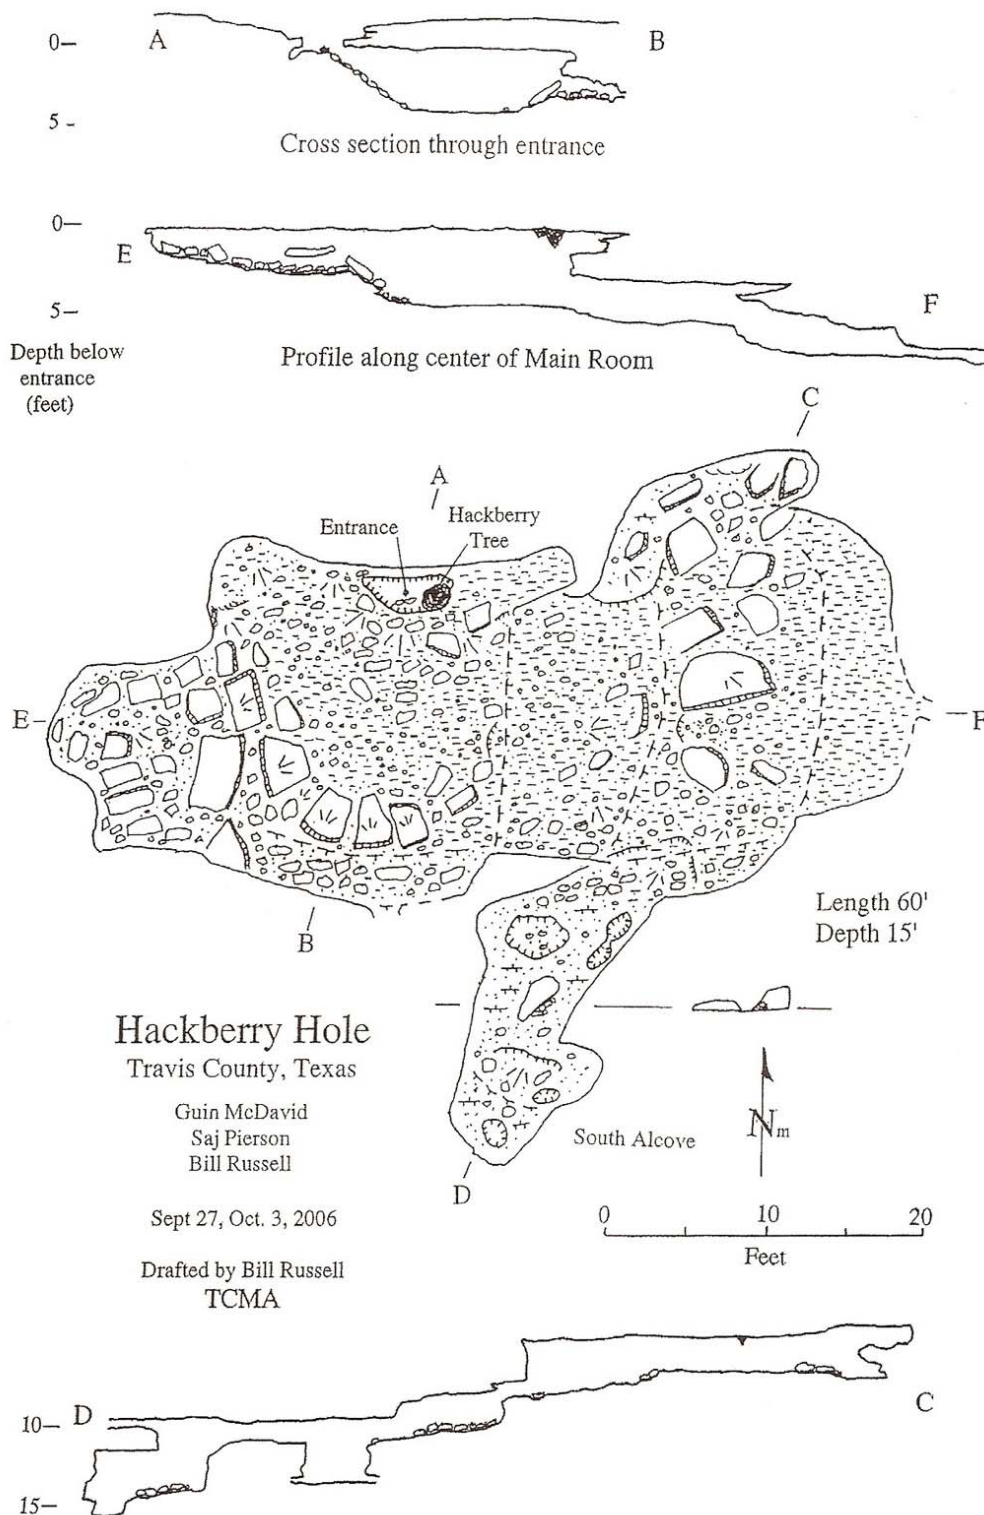 A
B
0—
5 -
Cross section through entrance
0—
E
5—
F
Depth below
entrance
(feet)
Profile along center of Main Room
C
A
Entrance
Hackberry
Tree
E
F
B
Length 60'
Depth 15'
Hackberry Hole
Travis County, Texas
Guin McDavid
Saj Pierson
Bill Russell
Nm
South Alcove
D
Sept 27, Oct. 3, 2006
0 10 20
Feet
Drafted by Bill Russell
TCMA
10— D
C
15—